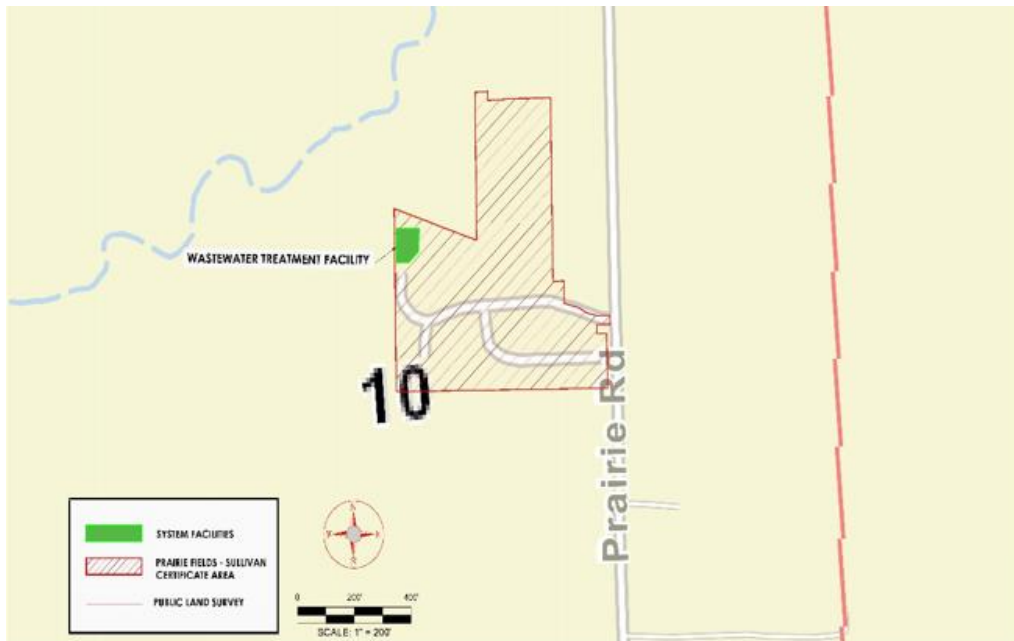 WASTEWATER TREATMENT FACILITY
10
Prairie Rd
SYSTEM FACILITIES
PRAIRIE FIELDS - SULLIVAN
CERTIFICATE AREA
PUBLIC LAND SURVEY
N
E
S
0 200' 400'
SCALE: 1" = 200'